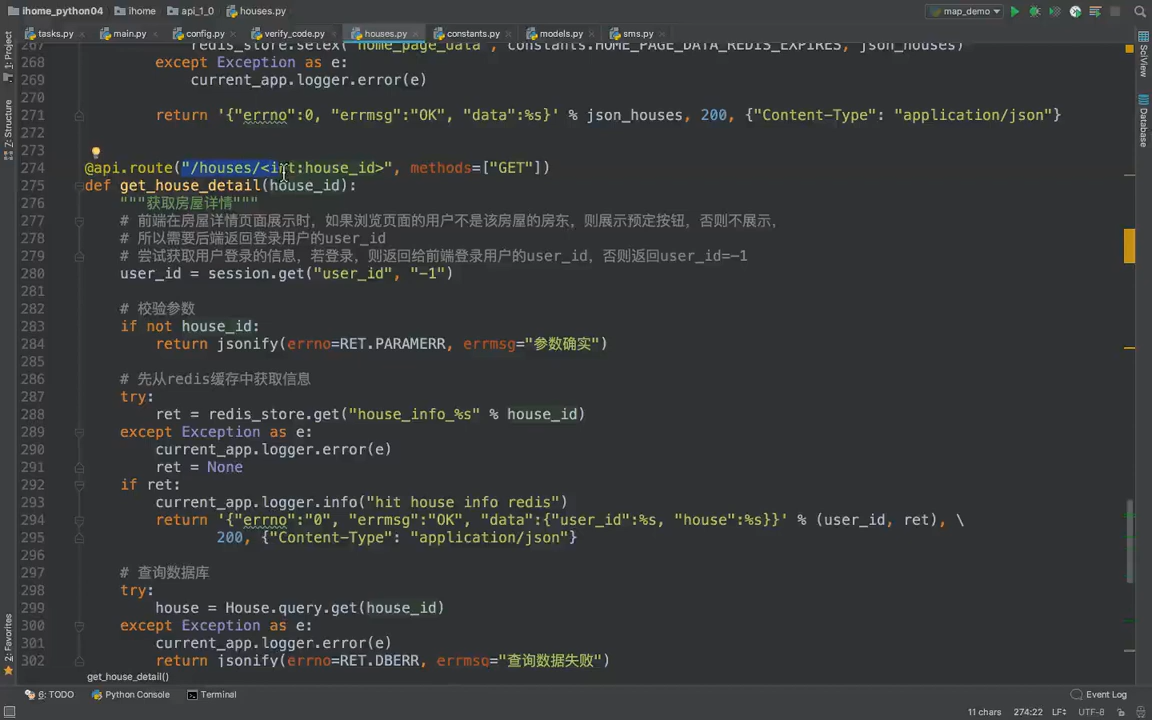 ihome_python04 ihome api_1_0 houses.py map_demo
tasks.py main.py config.py verify_code.py houses.py constants.py models.py sms.py
1: Project
7: Structure
2: Favorites
SciView
Database
267 redis_store.setex("home_page_data", constants.HOME_PAGE_DATA_REDIS_EXPIRES, json_houses)
268 except Exception as e:
269 current_app.logger.error(e)
270
271 return '{"errno":0, "errmsg":"OK", "data":%s}' % json_houses, 200, {"Content-Type": "application/json"}
272
273
274 @api.route("/houses/<int:house_id>", methods=["GET"])
275 def get_house_detail(house_id):
276 """获取房屋详情"""
277 # 前端在房屋详情页面展示时，如果浏览页面的用户不是该房屋的房东，则展示预定按钮，否则不展示，
278 # 所以需要后端返回登录用户的user_id
279 # 尝试获取用户登录的信息，若登录，则返回给前端登录用户的user_id，否则返回user_id=-1
280 user_id = session.get("user_id", "-1")
281
282 # 校验参数
283 if not house_id:
284 return jsonify(errno=RET.PARAMERR, errmsg="参数确实")
285
286 # 先从redis缓存中获取信息
287 try:
288 ret = redis_store.get("house_info_%s" % house_id)
289 except Exception as e:
290 current_app.logger.error(e)
291 ret = None
292 if ret:
293 current_app.logger.info("hit house info redis")
294 return '{"errno":"0", "errmsg":"OK", "data":{"user_id":%s, "house":%s}}' % (user_id, ret), \
295 200, {"Content-Type": "application/json"}
296
297 # 查询数据库
298 try:
299 house = House.query.get(house_id)
300 except Exception as e:
301 current_app.logger.error(e)
302 return jsonify(errno=RET.DBERR, errmsg="查询数据失败")
get_house_detail()
6: TODO Python Console Terminal Event Log
11 chars 274:22 LF UTF-8